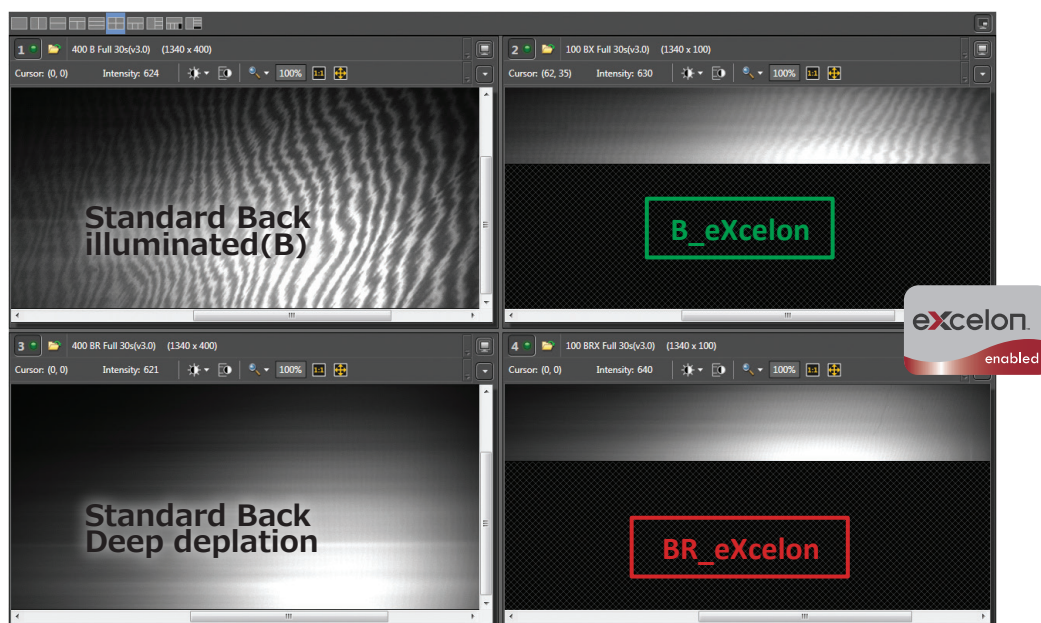 1 400 B Full 30s(v3.0) (1340 x 400)
Cursor: (0, 0) Intensity: 624 100% 1:1
Standard Back
illuminated(B)
2 100 BX Full 30s(v3.0) (1340 x 100)
Cursor: (62, 35) Intensity: 630 100% 1:1
B_eXcelon
eXcelon
enabled
3 400 BR Full 30s(v3.0) (1340 x 400)
Cursor: (0, 0) Intensity: 621 100% 1:1
Standard Back
Deep deplation
4 100 BRX Full 30s(v3.0) (1340 x 100)
Cursor: (0, 0) Intensity: 640 100% 1:1
BR_eXcelon